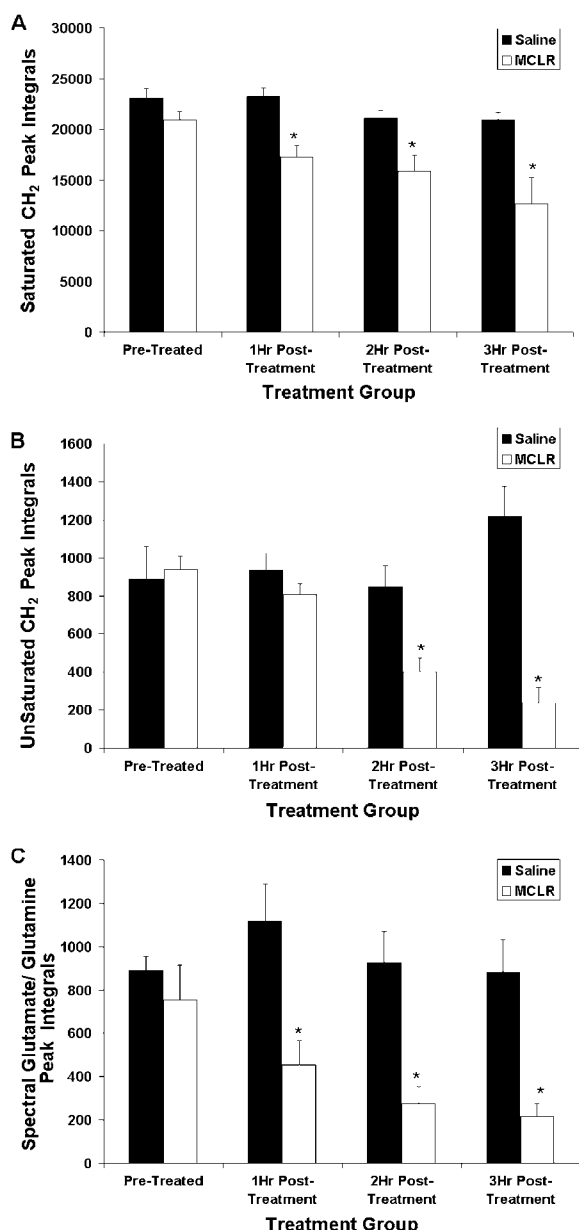 A
Saline
MCLR
30000
25000
20000
15000
10000
5000
0
Saturated CH₂ Peak Integrals
*
*
*
Pre-Treated
1Hr Post-
Treatment
2Hr Post-
Treatment
3Hr Post-
Treatment
Treatment Group
B
Saline
MCLR
1600
1400
1200
1000
800
600
400
200
0
UnSaturated CH₂ Peak Integrals
*
*
Pre-Treated
1Hr Post-
Treatment
2Hr Post-
Treatment
3Hr Post-
Treatment
Treatment Group
C
Saline
MCLR
1400
1200
1000
800
600
400
200
0
Spectral Glutamate/ Glutamine
Peak Integrals
*
*
*
Pre-Treated
1Hr Post-
Treatment
2Hr Post-
Treatment
3Hr Post-
Treatment
Treatment Group